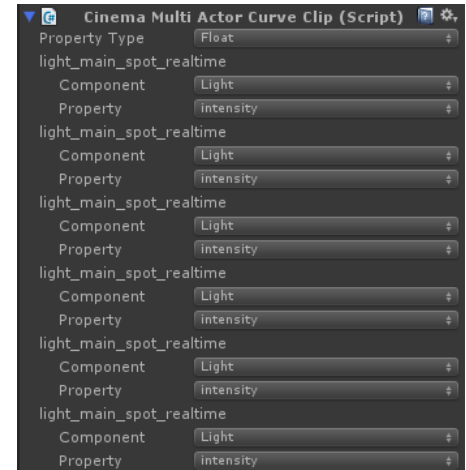 Cinema Multi Actor Curve Clip (Script)
Property Type Float
light_main_spot_realtime
Component Light
Property intensity
light_main_spot_realtime
Component Light
Property intensity
light_main_spot_realtime
Component Light
Property intensity
light_main_spot_realtime
Component Light
Property intensity
light_main_spot_realtime
Component Light
Property intensity
light_main_spot_realtime
Component Light
Property intensity